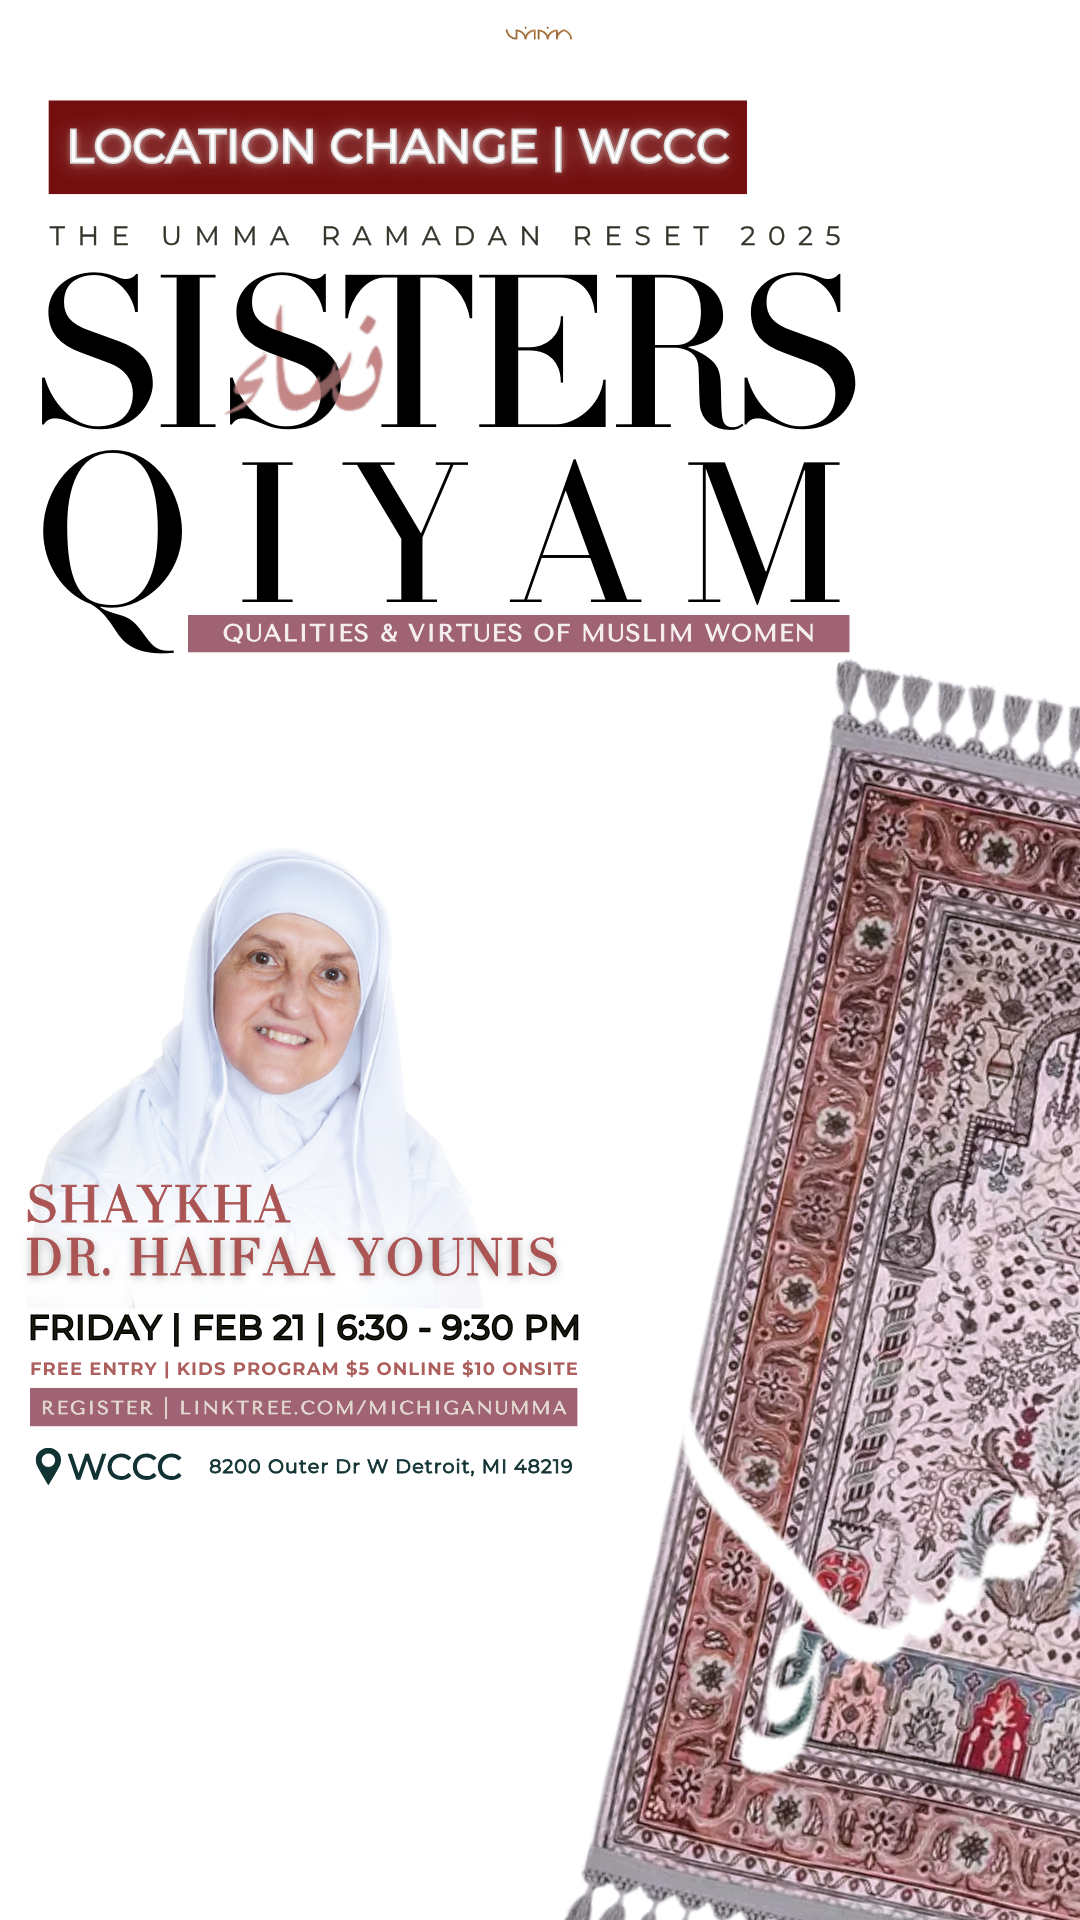 umma
LOCATION CHANGE | WCCC
THE UMMA RAMADAN RESET 2025
SISTERS
نساء
QIYAM
QUALITIES & VIRTUES OF MUSLIM WOMEN
SHAYKHA
DR. HAIFAA YOUNIS
FRIDAY | FEB 21 | 6:30 - 9:30 PM
FREE ENTRY | KIDS PROGRAM $5 ONLINE $10 ONSITE
REGISTER | LINKTREE.COM/MICHIGANUMMA
WCCC 8200 Outer Dr W Detroit, MI 48219